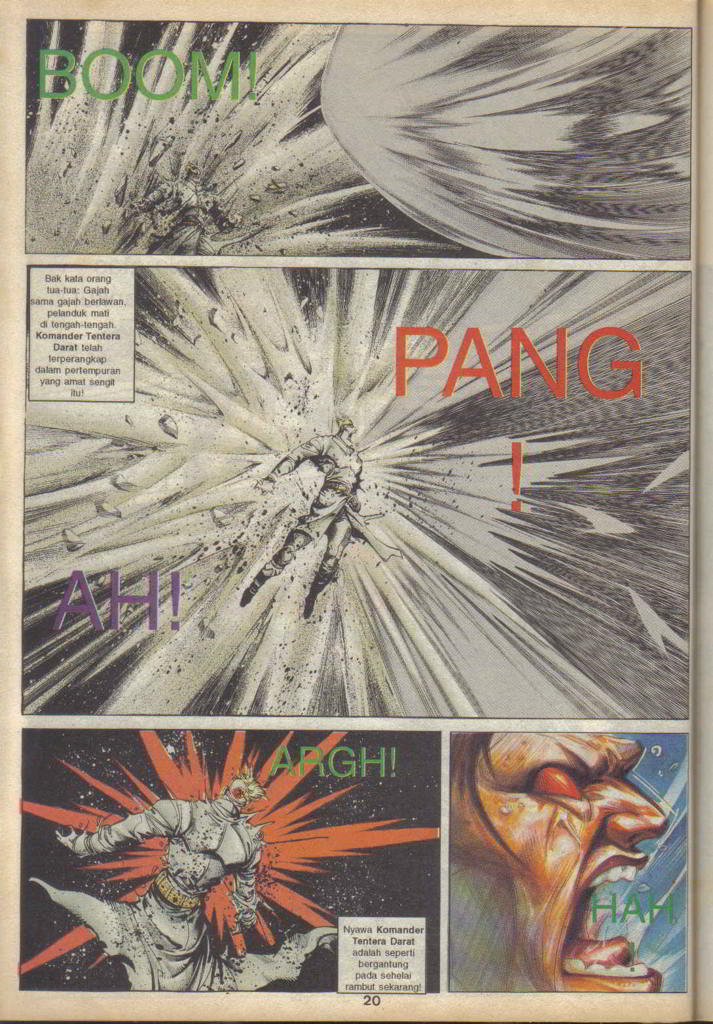 BOOM!
Bak kata orang
tua-tua: Gajah
sama gajah berlawan,
pelanduk mati
di tengah-tengah.
Komander Tentera
Darat telah
terperangkap
dalam pertempuran
yang amat sengit
itu!
PANG
!
AH!
ARGH!
Nyawa Komander
Tentera Darat
adalah seperti
bergantung
pada sehelai
rambut sekarang!
HAH
!
20